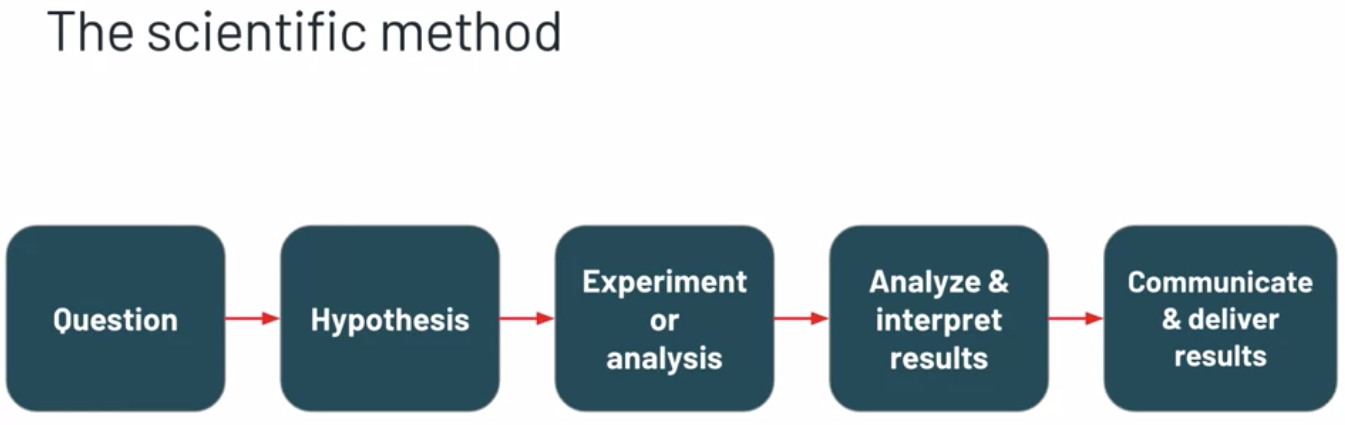 The scientific method
Question
Hypothesis
Experiment
or
analysis
Analyze &
interpret
results
Communicate
& deliver
results